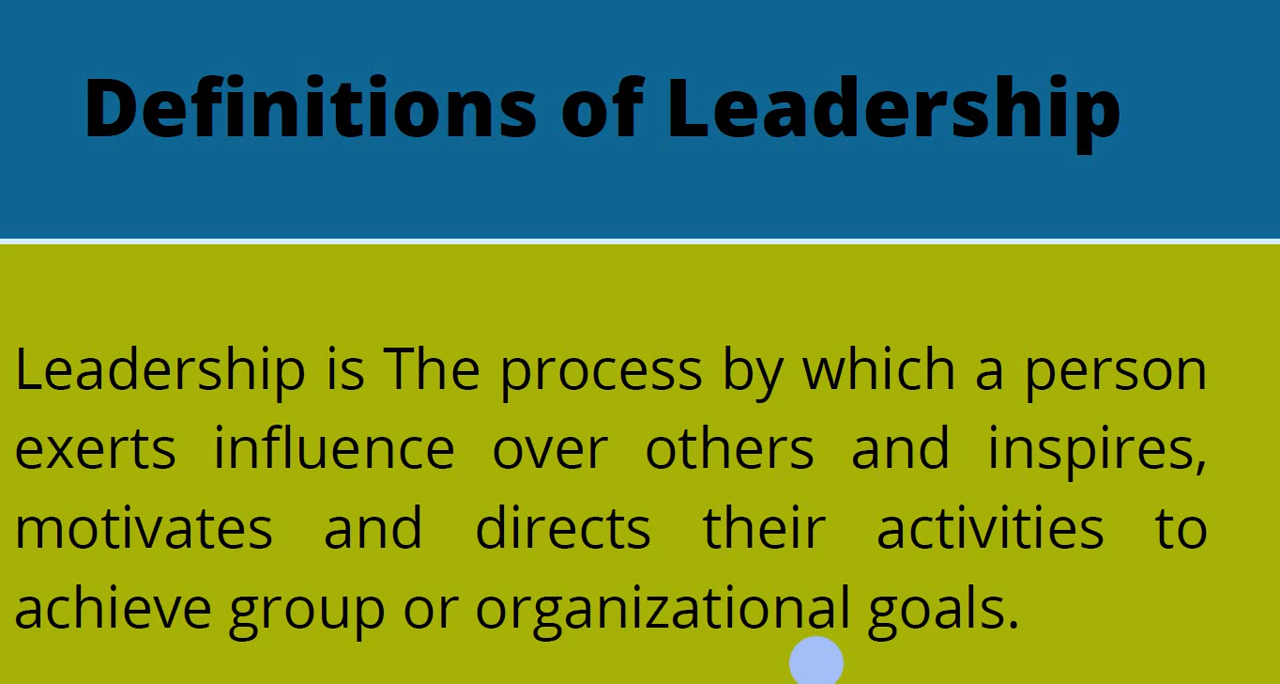 Definitions of Leadership
Leadership is The process by which a person
exerts influence over others and inspires,
motivates and directs their activities to
achieve group or organizational goals.